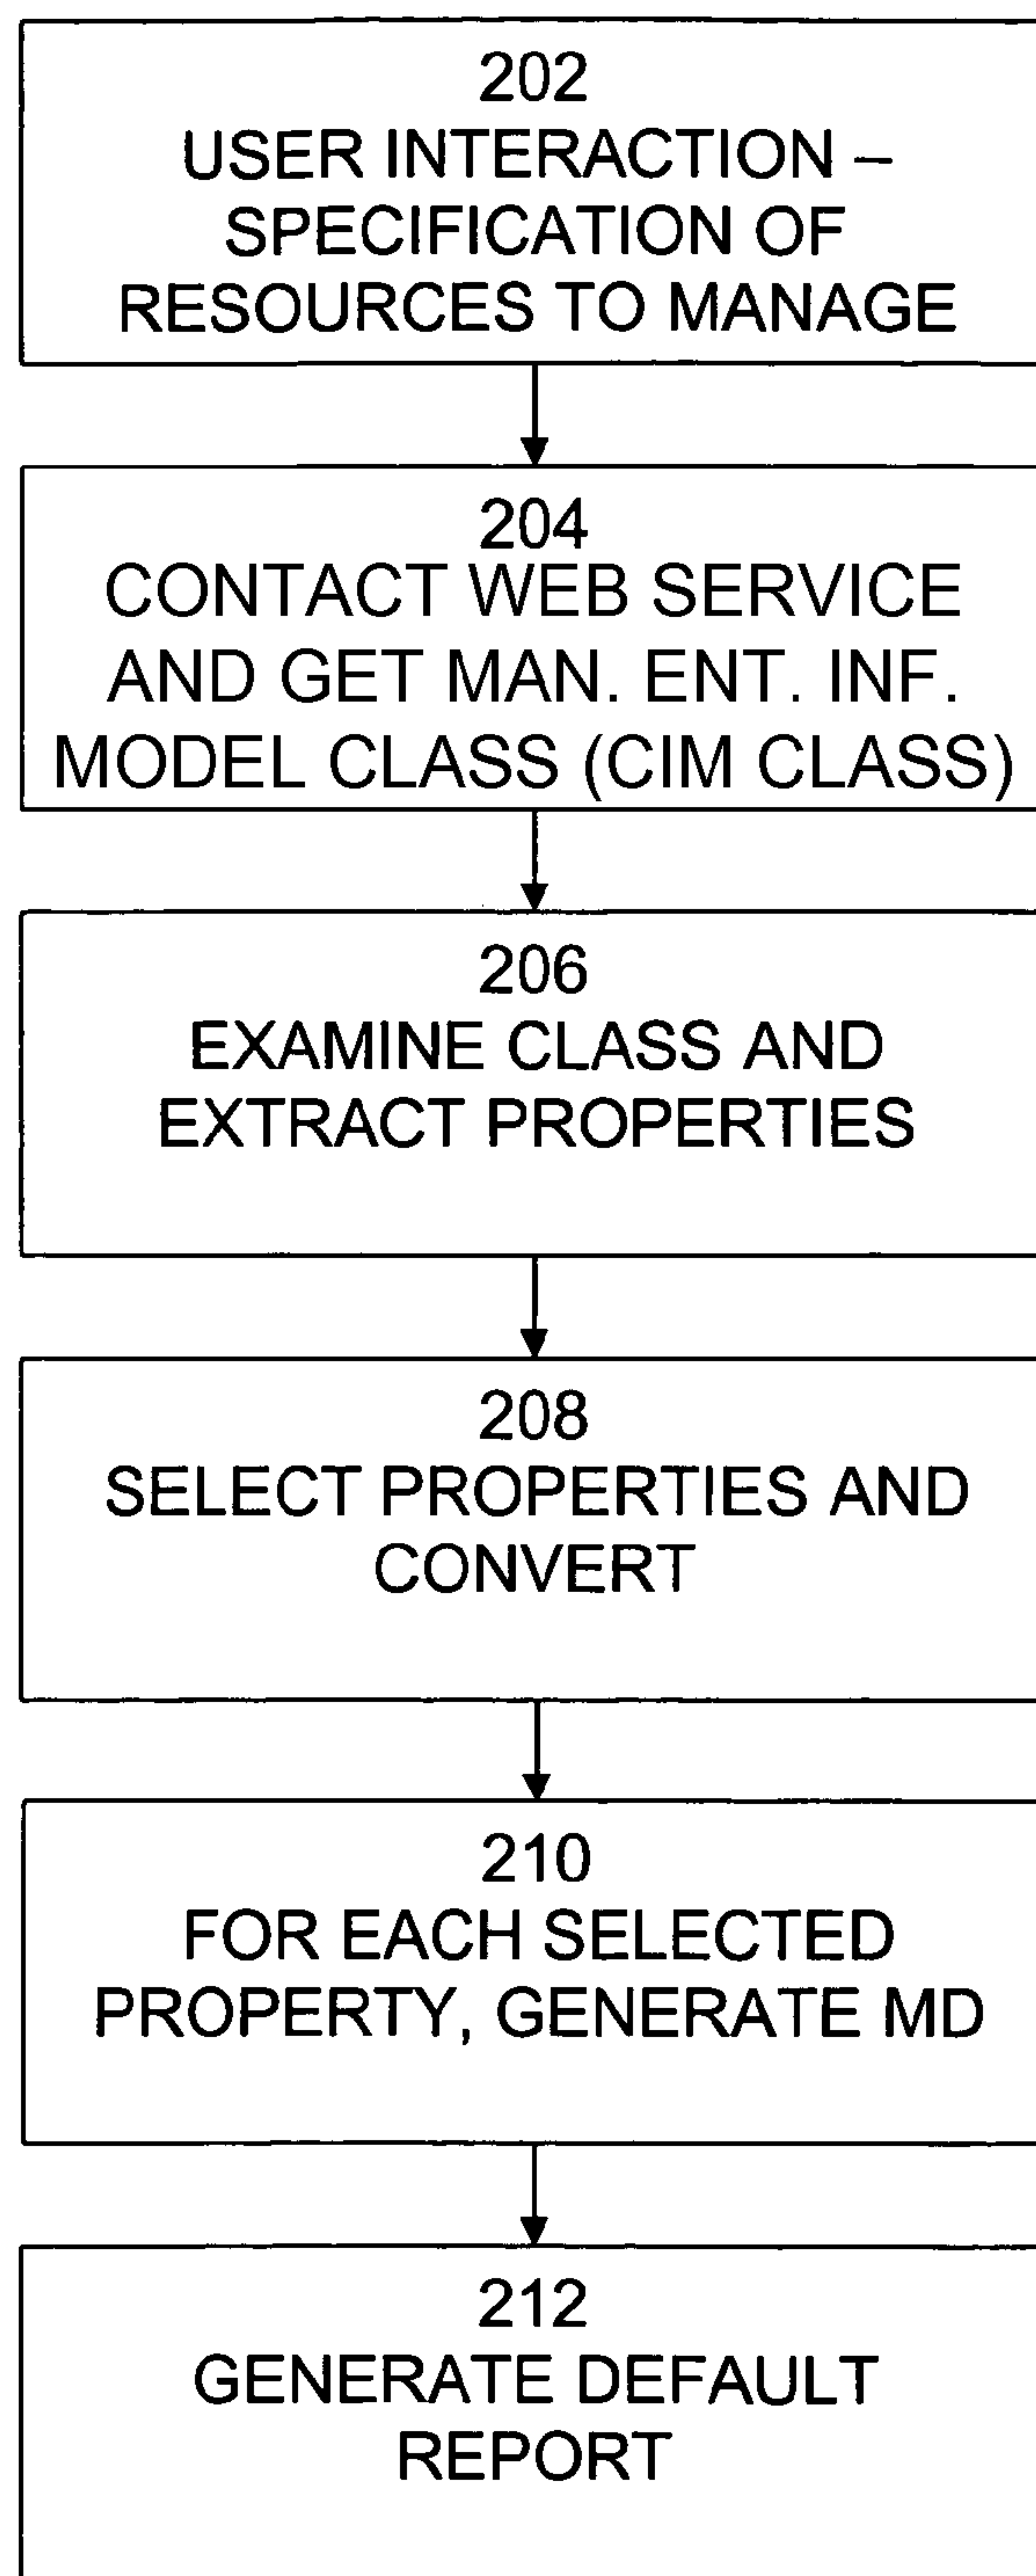 202
USER INTERACTION –
SPECIFICATION OF
RESOURCES TO MANAGE
204
CONTACT WEB SERVICE
AND GET MAN. ENT. INF.
MODEL CLASS (CIM CLASS)
206
EXAMINE CLASS AND
EXTRACT PROPERTIES
208
SELECT PROPERTIES AND
CONVERT
210
FOR EACH SELECTED
PROPERTY, GENERATE MD
212
GENERATE DEFAULT
REPORT